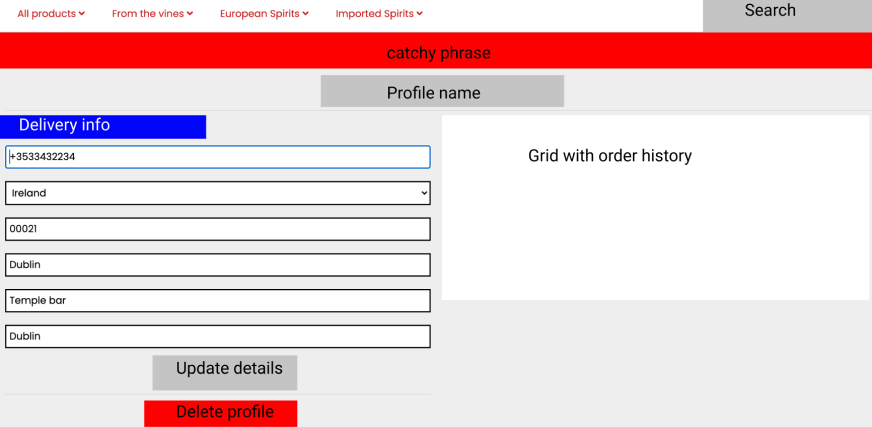 All products From the vines European Spirits Imported Spirits Search
catchy phrase
Profile name
Delivery info
+3533432234
Grid with order history
Ireland
00021
Dublin
Temple bar
Dublin
Update details
Delete profile